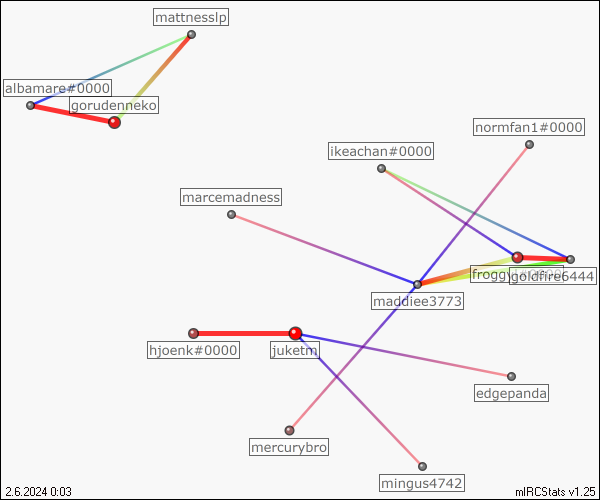 mattnesslp
albamare#0000
gorudenneko
normfan1#0000
ikeachan#0000
marcemadness
froggy
goldfire6444
maddiee3773
hjoenk#0000
juketm
edgepanda
mercurybro
mingus4742
2.6.2024 0:03
mIRCStats v1.25